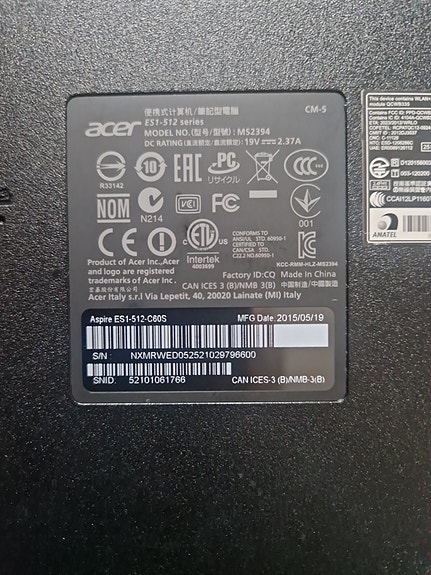 便携式计算机/筆記型電腦
CM-5
acer
ES1-512 series
MODEL NO.(型号/型號): MS2394
DC RATING(直流额定/直流額定): 19V ⎓ 2.37A
R33142
10
EAC
PC
リサイクル
CCC
NOM
N214
VCI
FC
001
CE
Intertek
4003699
CONFORMS TO
ANSI/UL STD. 60950-1
CERTIFIED TO
CAN/CSA STD.
C22.2 NO. 60950-1
KCC-RMM-HLZ-MS2394
Product of Acer Inc., Acer
and logo are registered
trademarks of Acer Inc.
Factory ID:CQ
Made in China
中国制造/中國製造
CAN ICES 3 (B)/NMB 3(B)
Acer Italy s.r.l Via Lepetit, 40, 20020 Lainate (MI) Italy
Aspire ES1-512-C60S
MFG Date: 2015/05/19
S/N
NXMRWED052521029796600
SNID:
52101061766
CAN ICES-3 (B)/NMB-3(B)
This device contains WLAN+
module QCWB335
ANATEL